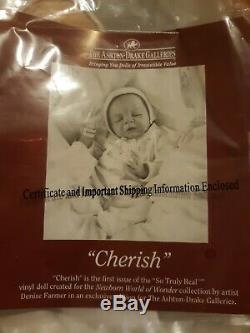 THE ASHTON-DRAKE GALLERIES
Bringing You Dolls of Irresistible Value
Certificate and Important Shipping Information Enclosed
"Cherish"
"Cherish" is the first issue of the "So Truly Real"
vinyl doll created for the Newborn World of Wonder collection by artist
Denise Farmer in an exclusive edition for The Ashton-Drake Galleries.
ebay